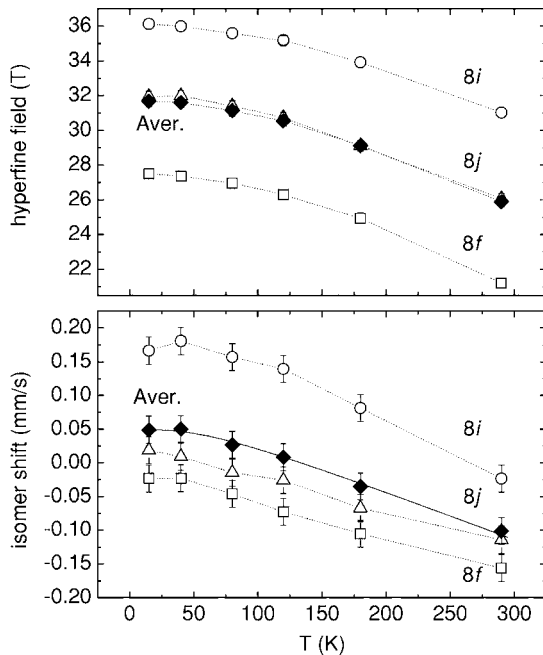 36
34
32
30
28
26
24
22
hyperfine field (T)
8i
Aver.
8j
8f
0.20
0.15
0.10
0.05
0.00
-0.05
-0.10
-0.15
-0.20
isomer shift (mm/s)
Aver.
8i
8j
8f
0 50 100 150 200 250 300
T (K)